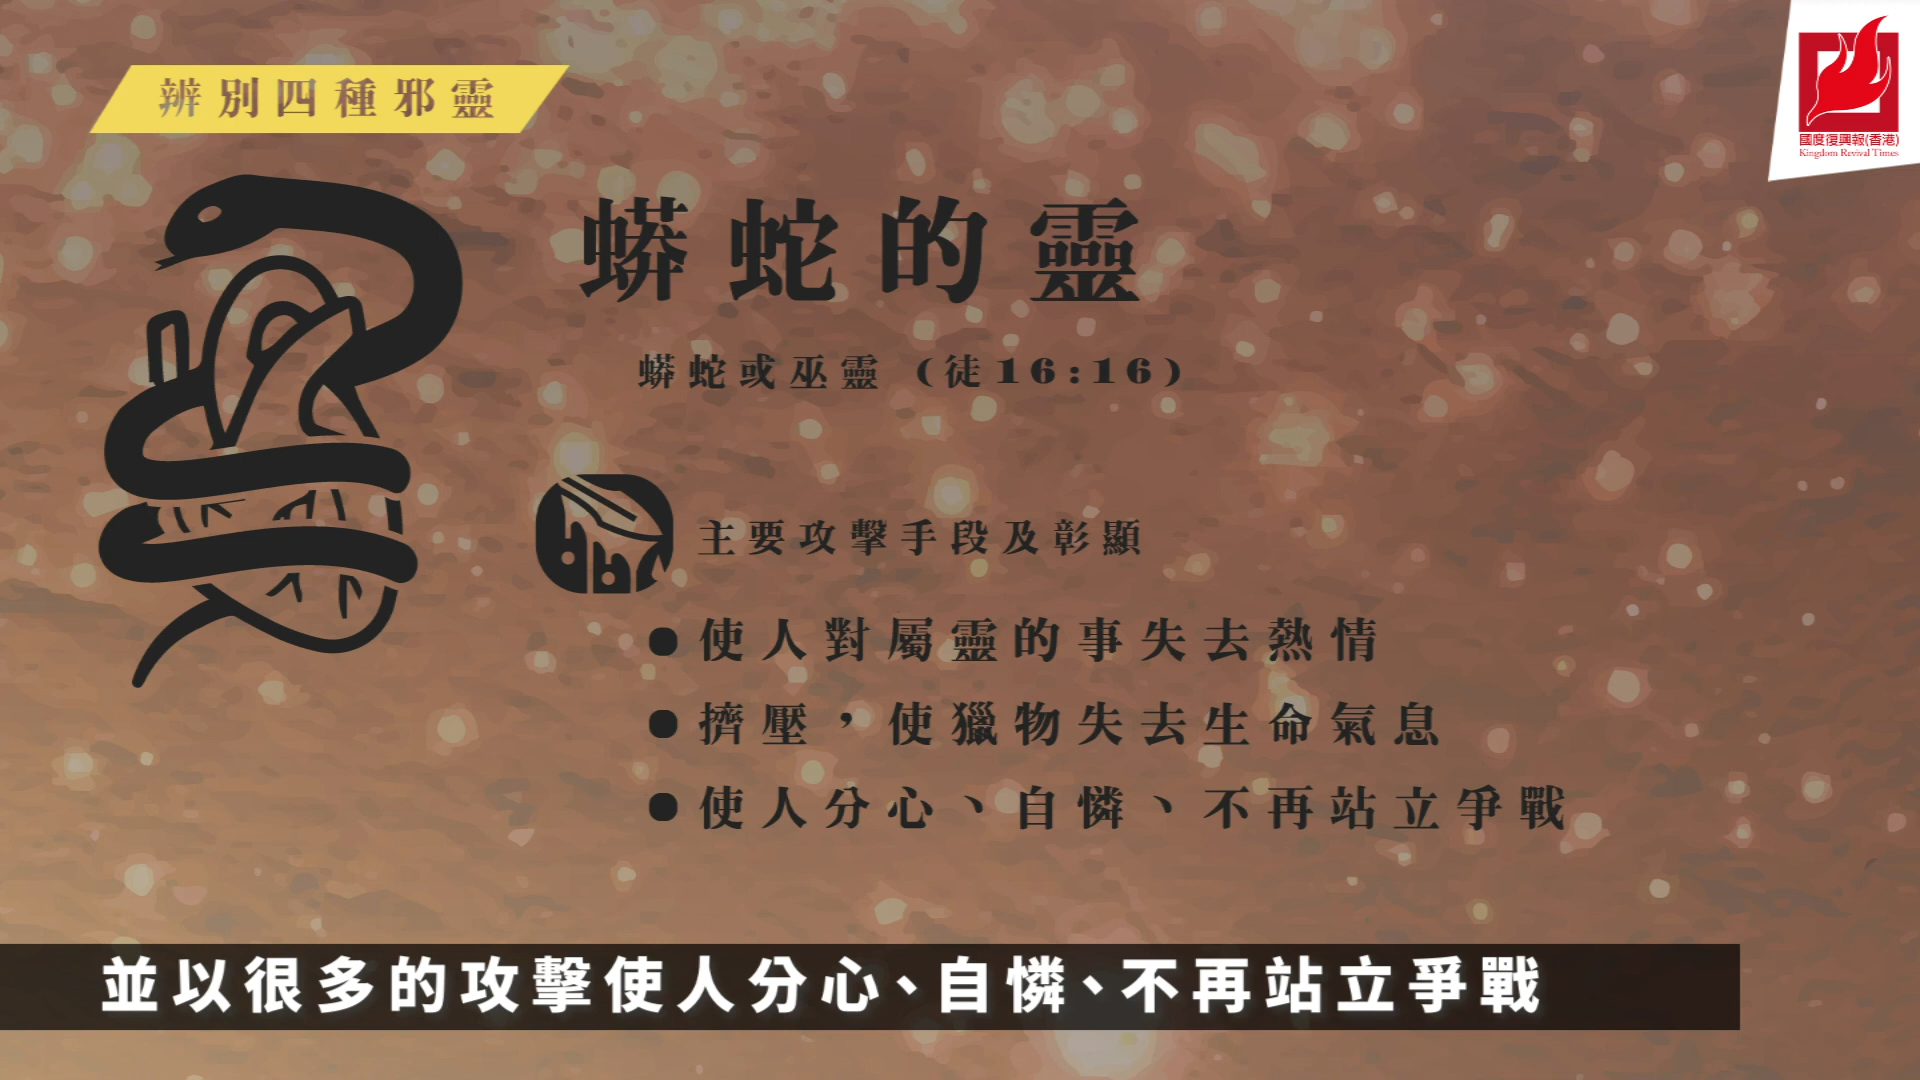 辨別四種邪靈
國度復興報(香港)
Kingdom Revival Times
蟒蛇的靈
蟒蛇或巫靈 (徒16:16)
主要攻擊手段及彰顯
● 使人對屬靈的事失去熱情
● 擠壓，使獵物失去生命氣息
● 使人分心、自憐、不再站立爭戰
並以很多的攻擊使人分心、自憐、不再站立爭戰